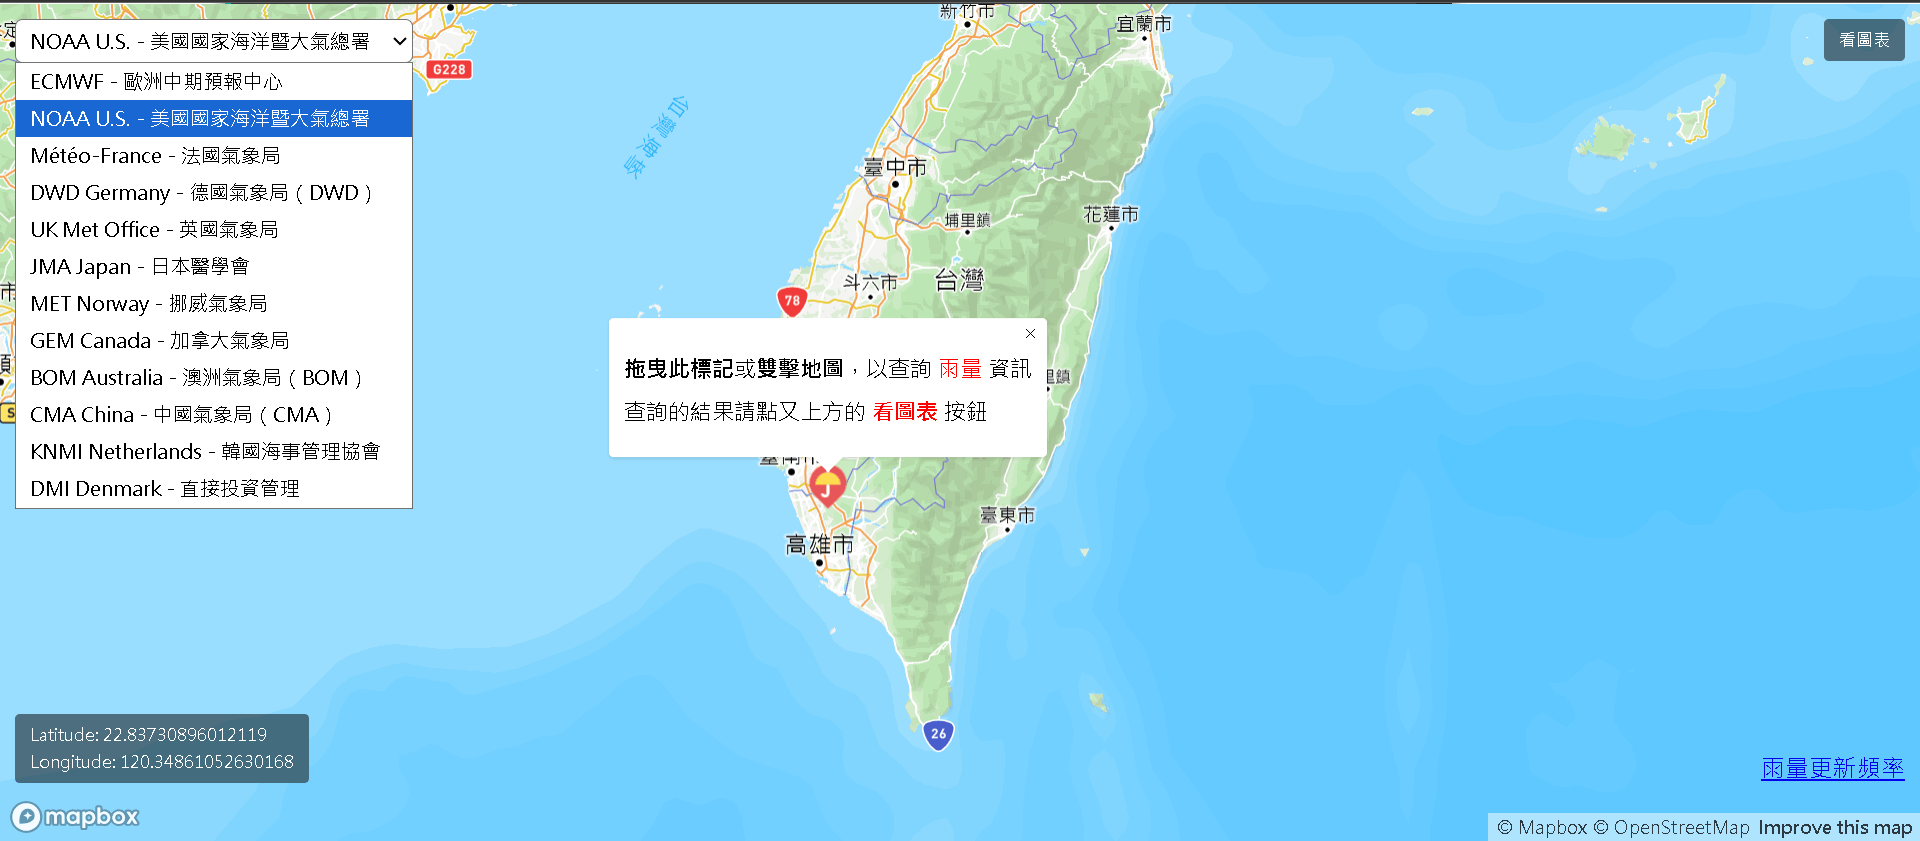 NOAA U.S. - 美國國家海洋暨大氣總署
ECMWF - 歐洲中期預報中心
NOAA U.S. - 美國國家海洋暨大氣總署
Météo-France - 法國氣象局
DWD Germany - 德國氣象局（DWD）
UK Met Office - 英國氣象局
JMA Japan - 日本醫學會
MET Norway - 挪威氣象局
GEM Canada - 加拿大氣象局
BOM Australia - 澳洲氣象局（BOM）
CMA China - 中國氣象局（CMA）
KNMI Netherlands - 韓國海事管理協會
DMI Denmark - 直接投資管理
G228
看圖表
新竹市
宜蘭市
台灣海峽
臺中市
埔里鎮
花蓮市
斗六市
台灣
78
拖曳此標記或雙擊地圖，以查詢 雨量 資訊
查詢的結果請點又上方的 看圖表 按鈕
里鎮
臺南市
臺東市
高雄市
26
Latitude: 22.83730896012119
Longitude: 120.34861052630168
雨量更新頻率
mapbox
© Mapbox © OpenStreetMap Improve this map